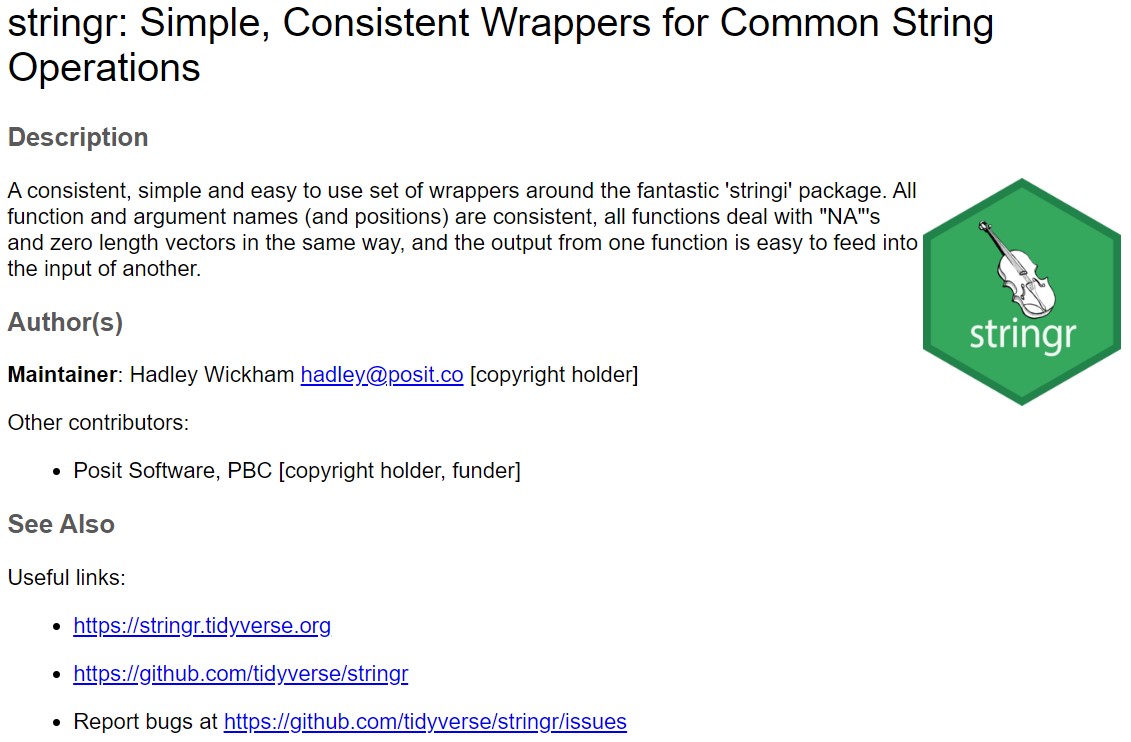 stringr: Simple, Consistent Wrappers for Common String
Operations
Description
A consistent, simple and easy to use set of wrappers around the fantastic 'stringi' package. All
function and argument names (and positions) are consistent, all functions deal with "NA"'s
and zero length vectors in the same way, and the output from one function is easy to feed into
the input of another.
stringr
Author(s)
Maintainer: Hadley Wickham hadley@posit.co [copyright holder]
Other contributors:
• Posit Software, PBC [copyright holder, funder]
See Also
Useful links:
• https://stringr.tidyverse.org
• https://github.com/tidyverse/stringr
• Report bugs at https://github.com/tidyverse/stringr/issues